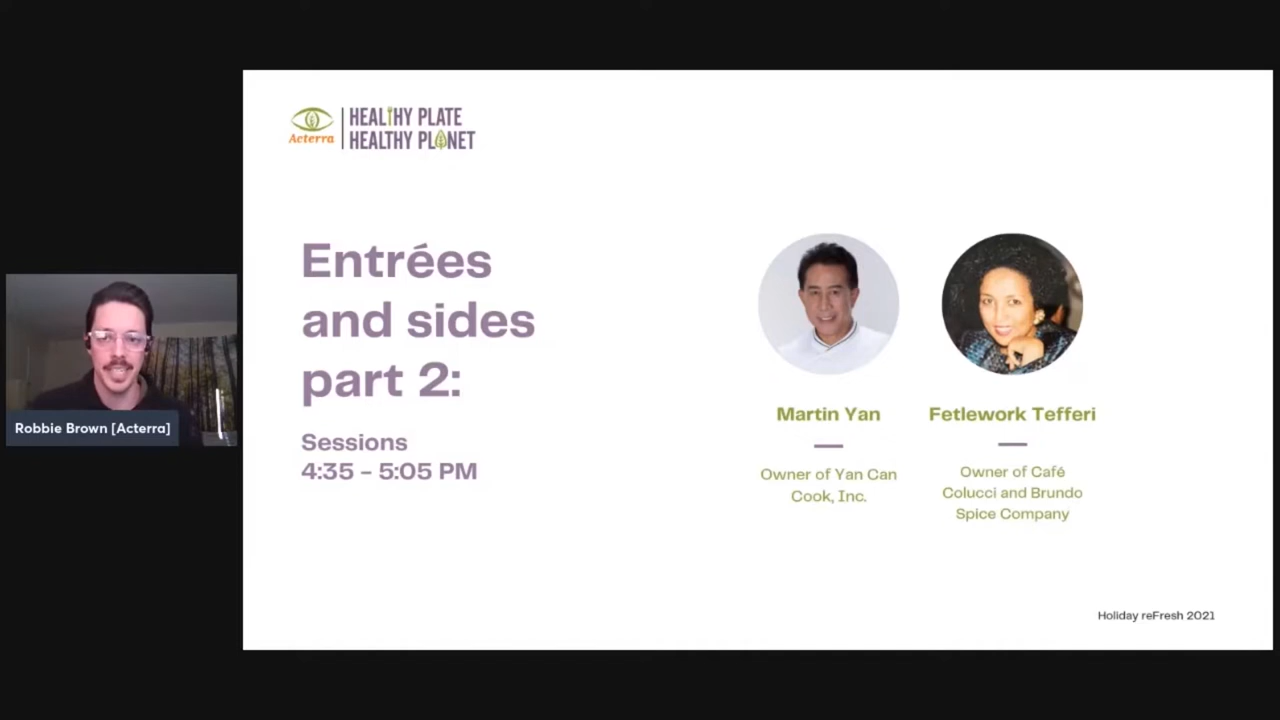 Acterra
HEALTHY PLATE
HEALTHY PLANET
Entrées
and sides
part 2:
Sessions
4:35 – 5:05 PM
Martin Yan
Owner of Yan Can
Cook, Inc.
Fetlework Tefferi
Owner of Café
Colucci and Brundo
Spice Company
Robbie Brown [Acterra]
Holiday reFresh 2021